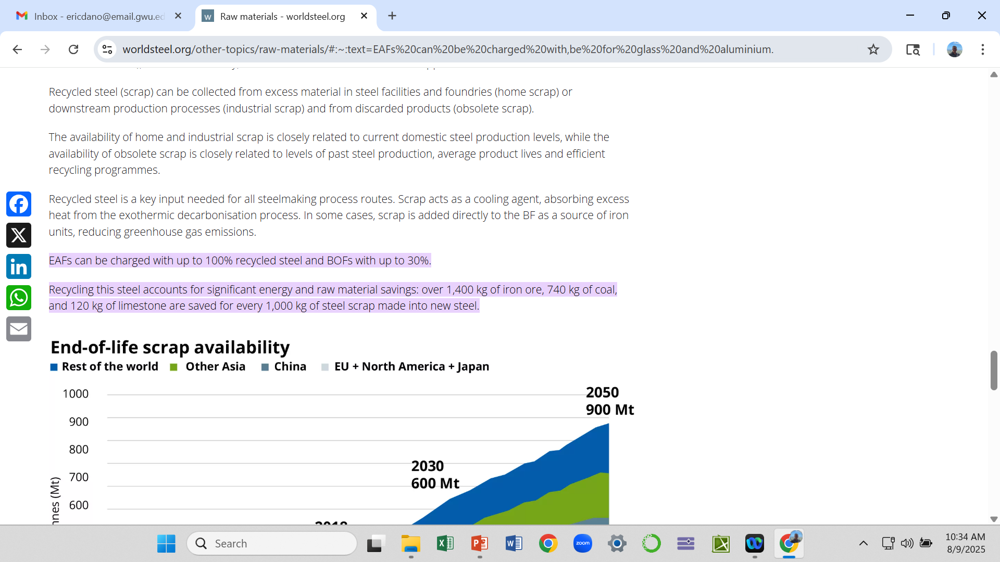 Inbox - ericdano@email.gwu.ed
Raw materials - worldsteel.org
worldsteel.org/other-topics/raw-materials/#:~:text=EAFs%20can%20be%20charged%20with,be%20for%20glass%20and%20aluminium.
Recycled steel (scrap) can be collected from excess material in steel facilities and foundries (home scrap) or
downstream production processes (industrial scrap) and from discarded products (obsolete scrap).
The availability of home and industrial scrap is closely related to current domestic steel production levels, while the
availability of obsolete scrap is closely related to levels of past steel production, average product lives and efficient
recycling programmes.
Recycled steel is a key input needed for all steelmaking process routes. Scrap acts as a cooling agent, absorbing excess
heat from the exothermic decarbonisation process. In some cases, scrap is added directly to the BF as a source of iron
units, reducing greenhouse gas emissions.
EAFs can be charged with up to 100% recycled steel and BOFs with up to 30%.
Recycling this steel accounts for significant energy and raw material savings: over 1,400 kg of iron ore, 740 kg of coal,
and 120 kg of limestone are saved for every 1,000 kg of steel scrap made into new steel.
End-of-life scrap availability
Rest of the world Other Asia China EU + North America + Japan
1000
900
800
700
600
2050
900 Mt
2030
600 Mt
2018
(Mt)
Search
zoom
10:34 AM
8/9/2025